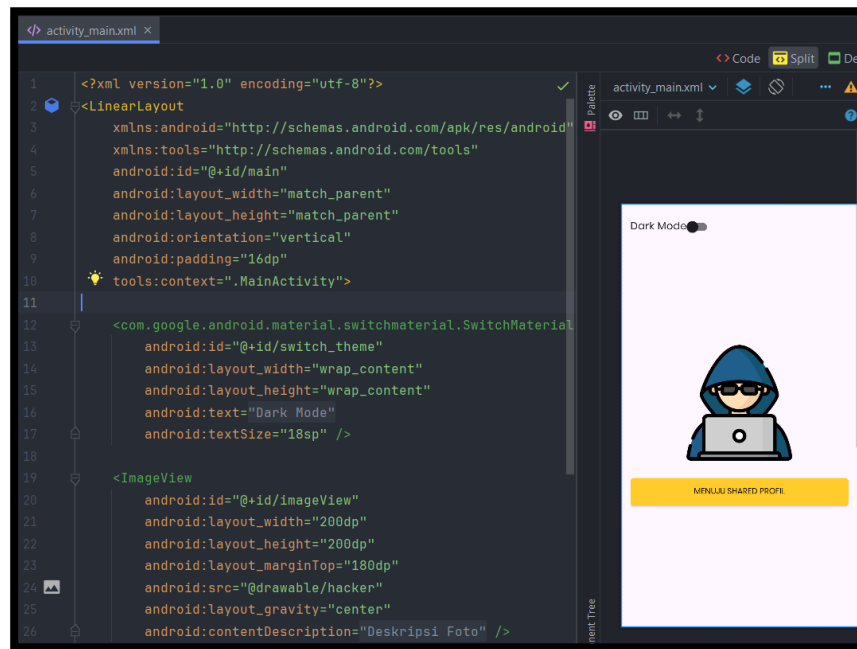 activity_main.xml
Code Split De
1 <?xml version="1.0" encoding="utf-8"?>
2 <LinearLayout
3 xmlns:android="http://schemas.android.com/apk/res/android"
4 xmlns:tools="http://schemas.android.com/tools"
5 android:id="@+id/main"
6 android:layout_width="match_parent"
7 android:layout_height="match_parent"
8 android:orientation="vertical"
9 android:padding="16dp"
10 tools:context=".MainActivity">
11
12 <com.google.android.material.switchmaterial.SwitchMaterial
13 android:id="@+id/switch_theme"
14 android:layout_width="wrap_content"
15 android:layout_height="wrap_content"
16 android:text="Dark Mode"
17 android:textSize="18sp" />
18
19 <ImageView
20 android:id="@+id/imageView"
21 android:layout_width="200dp"
22 android:layout_height="200dp"
23 android:layout_marginTop="180dp"
24 android:src="@drawable/hacker"
25 android:layout_gravity="center"
26 android:contentDescription="Deskripsi Foto" />
Palette
nent Tree
activity_main.xml
Dark Mode
MENUJU SHARED PROFIL